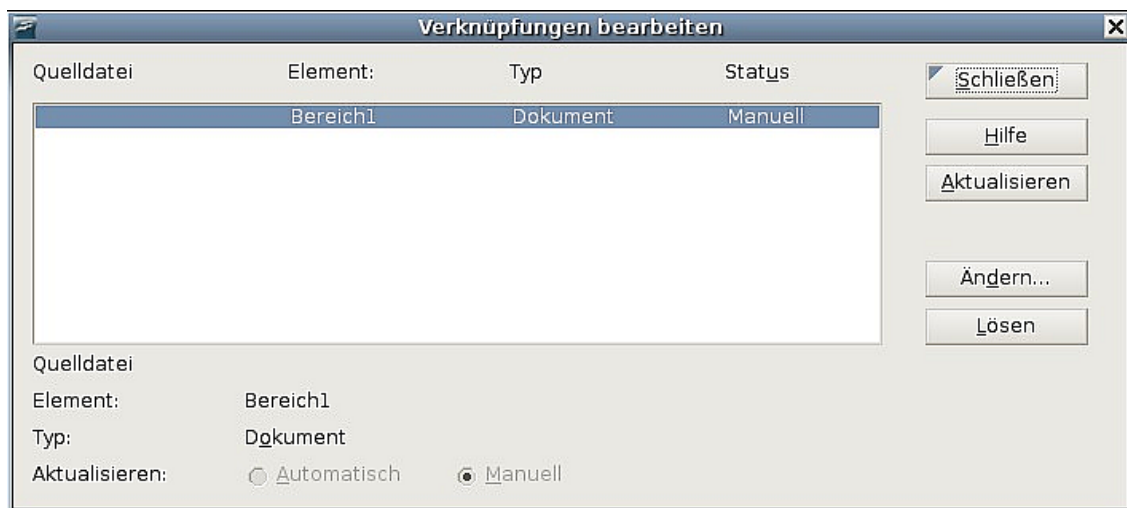 Verknüpfungen bearbeiten
Quelldatei Element: Typ Status
Schließen
Bereich1 Dokument Manuell
Hilfe
Aktualisieren
Ändern...
Lösen
Quelldatei
Element: Bereich1
Typ: Dokument
Aktualisieren: Automatisch Manuell